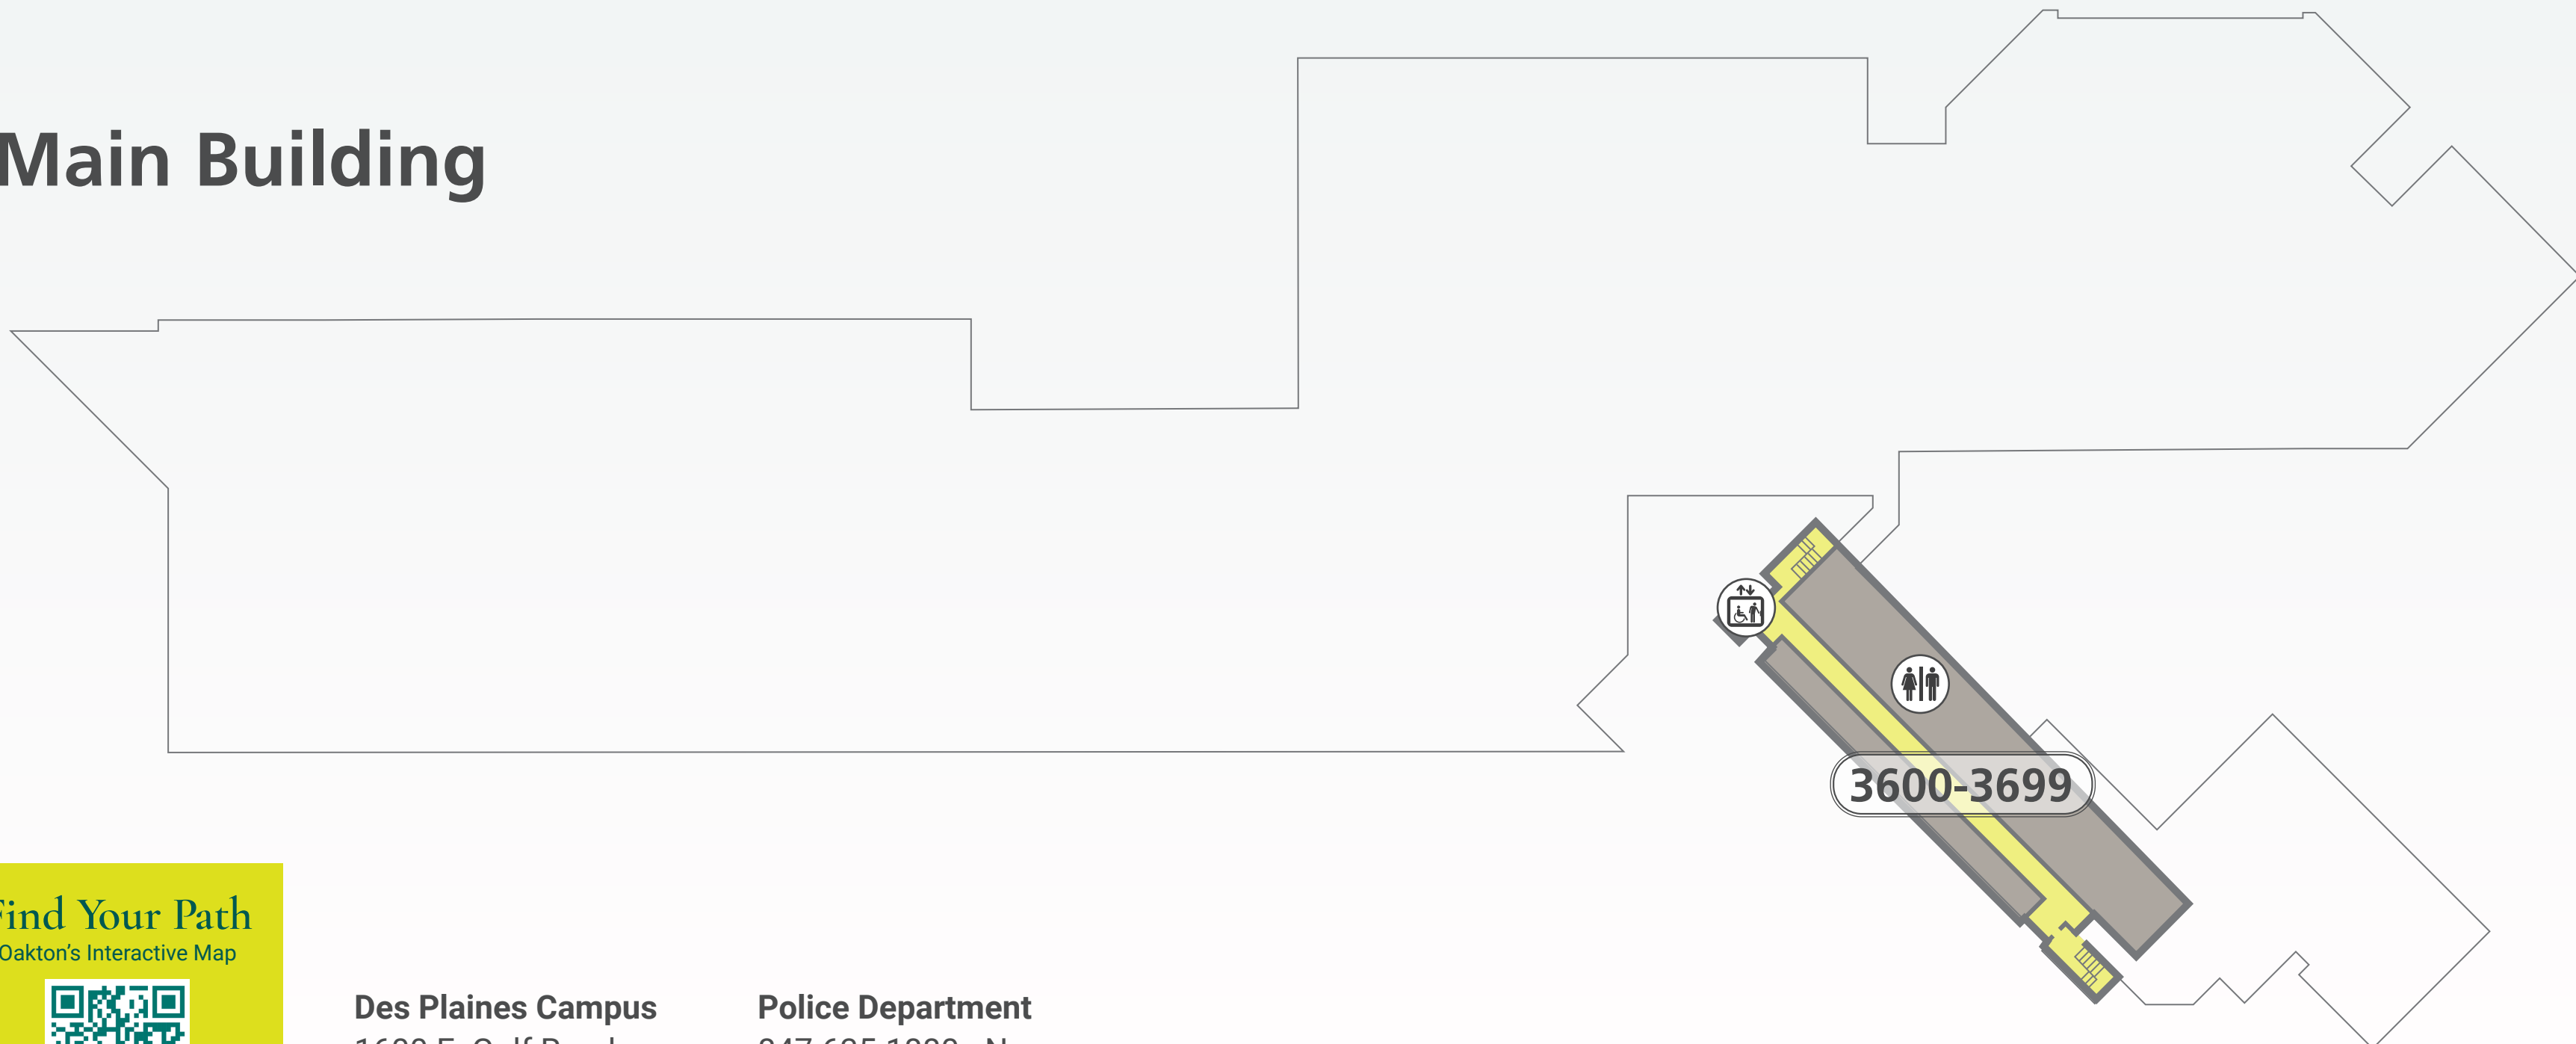 Main Building
3600-3699
Find Your Path
Oakton's Interactive Map
Des Plaines Campus
Police Department